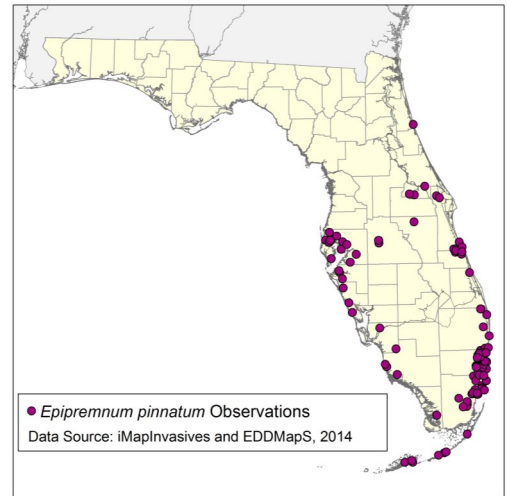 Epipremnum pinnatum Observations
Data Source: iMapInvasives and EDDMapS, 2014